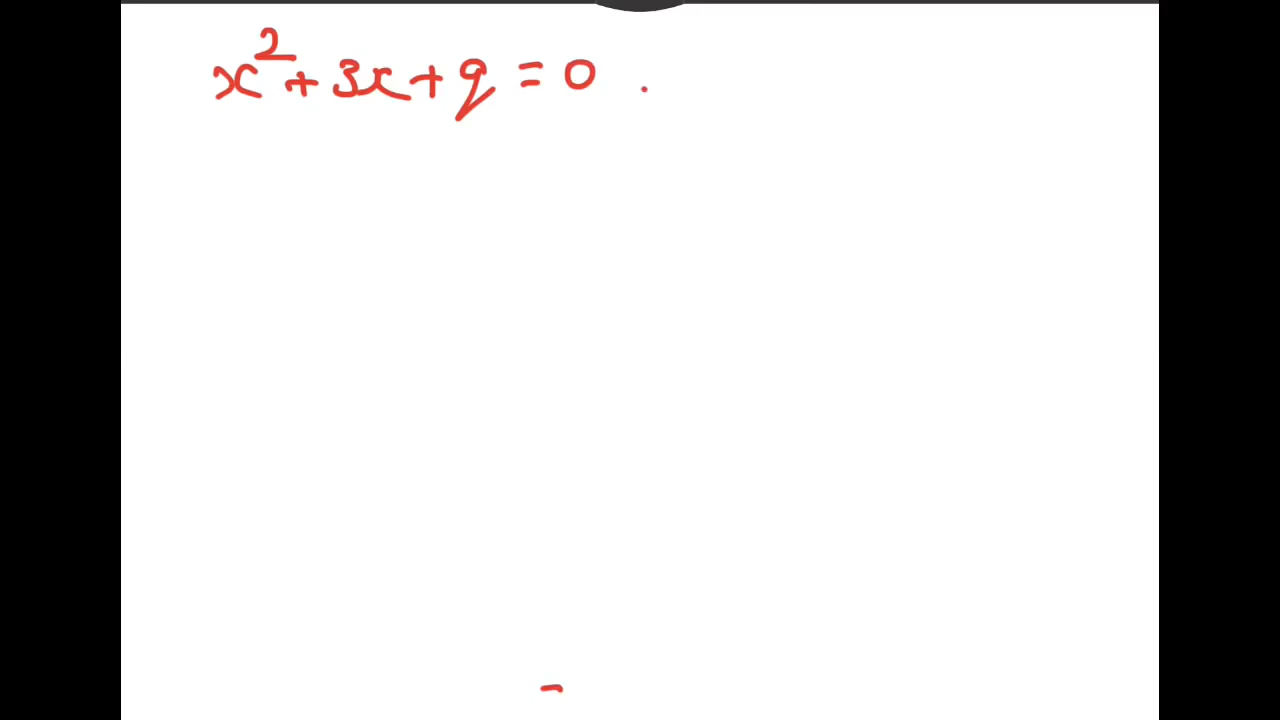 x² + 3x + q = 0 .
-